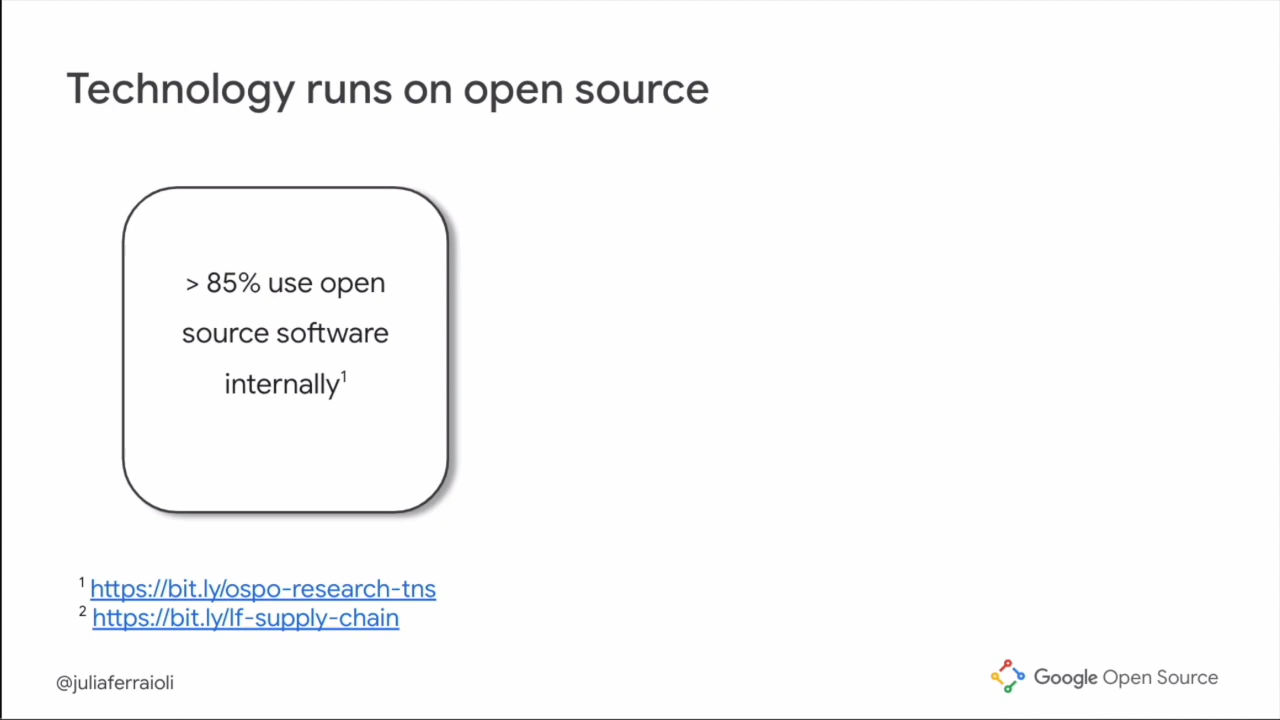 Technology runs on open source
> 85% use open
source software
internally¹
¹ https://bit.ly/ospo-research-tns
² https://bit.ly/lf-supply-chain
@juliaferraioli
Google Open Source